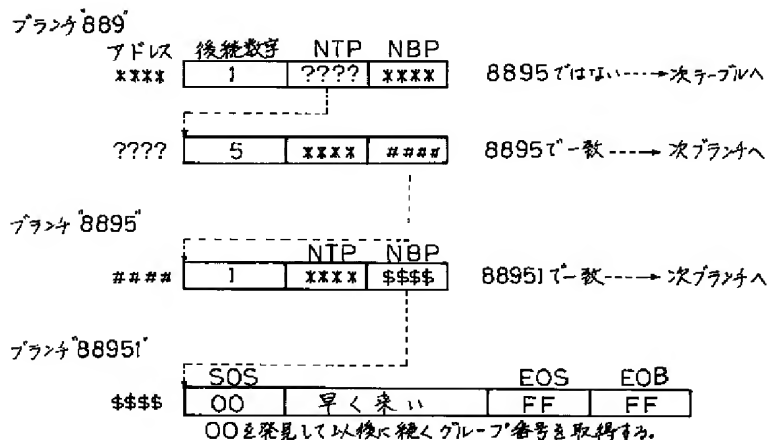 ブランチ"889"
アドレス 後続数字 NTP NBP
**** 1 ???? **** 8895ではない----→次テーブルへ
???? 5 **** #### 8895で一致----→次ブランチへ
ブランチ"8895"
NTP NBP
#### 1 **** $$$$ 88951で一致----→次ブランチへ
ブランチ"88951"
SOS EOS EOB
$$$$ 00 早く来い FF FF
00を発見して以後に続くグループ番号を取得する。